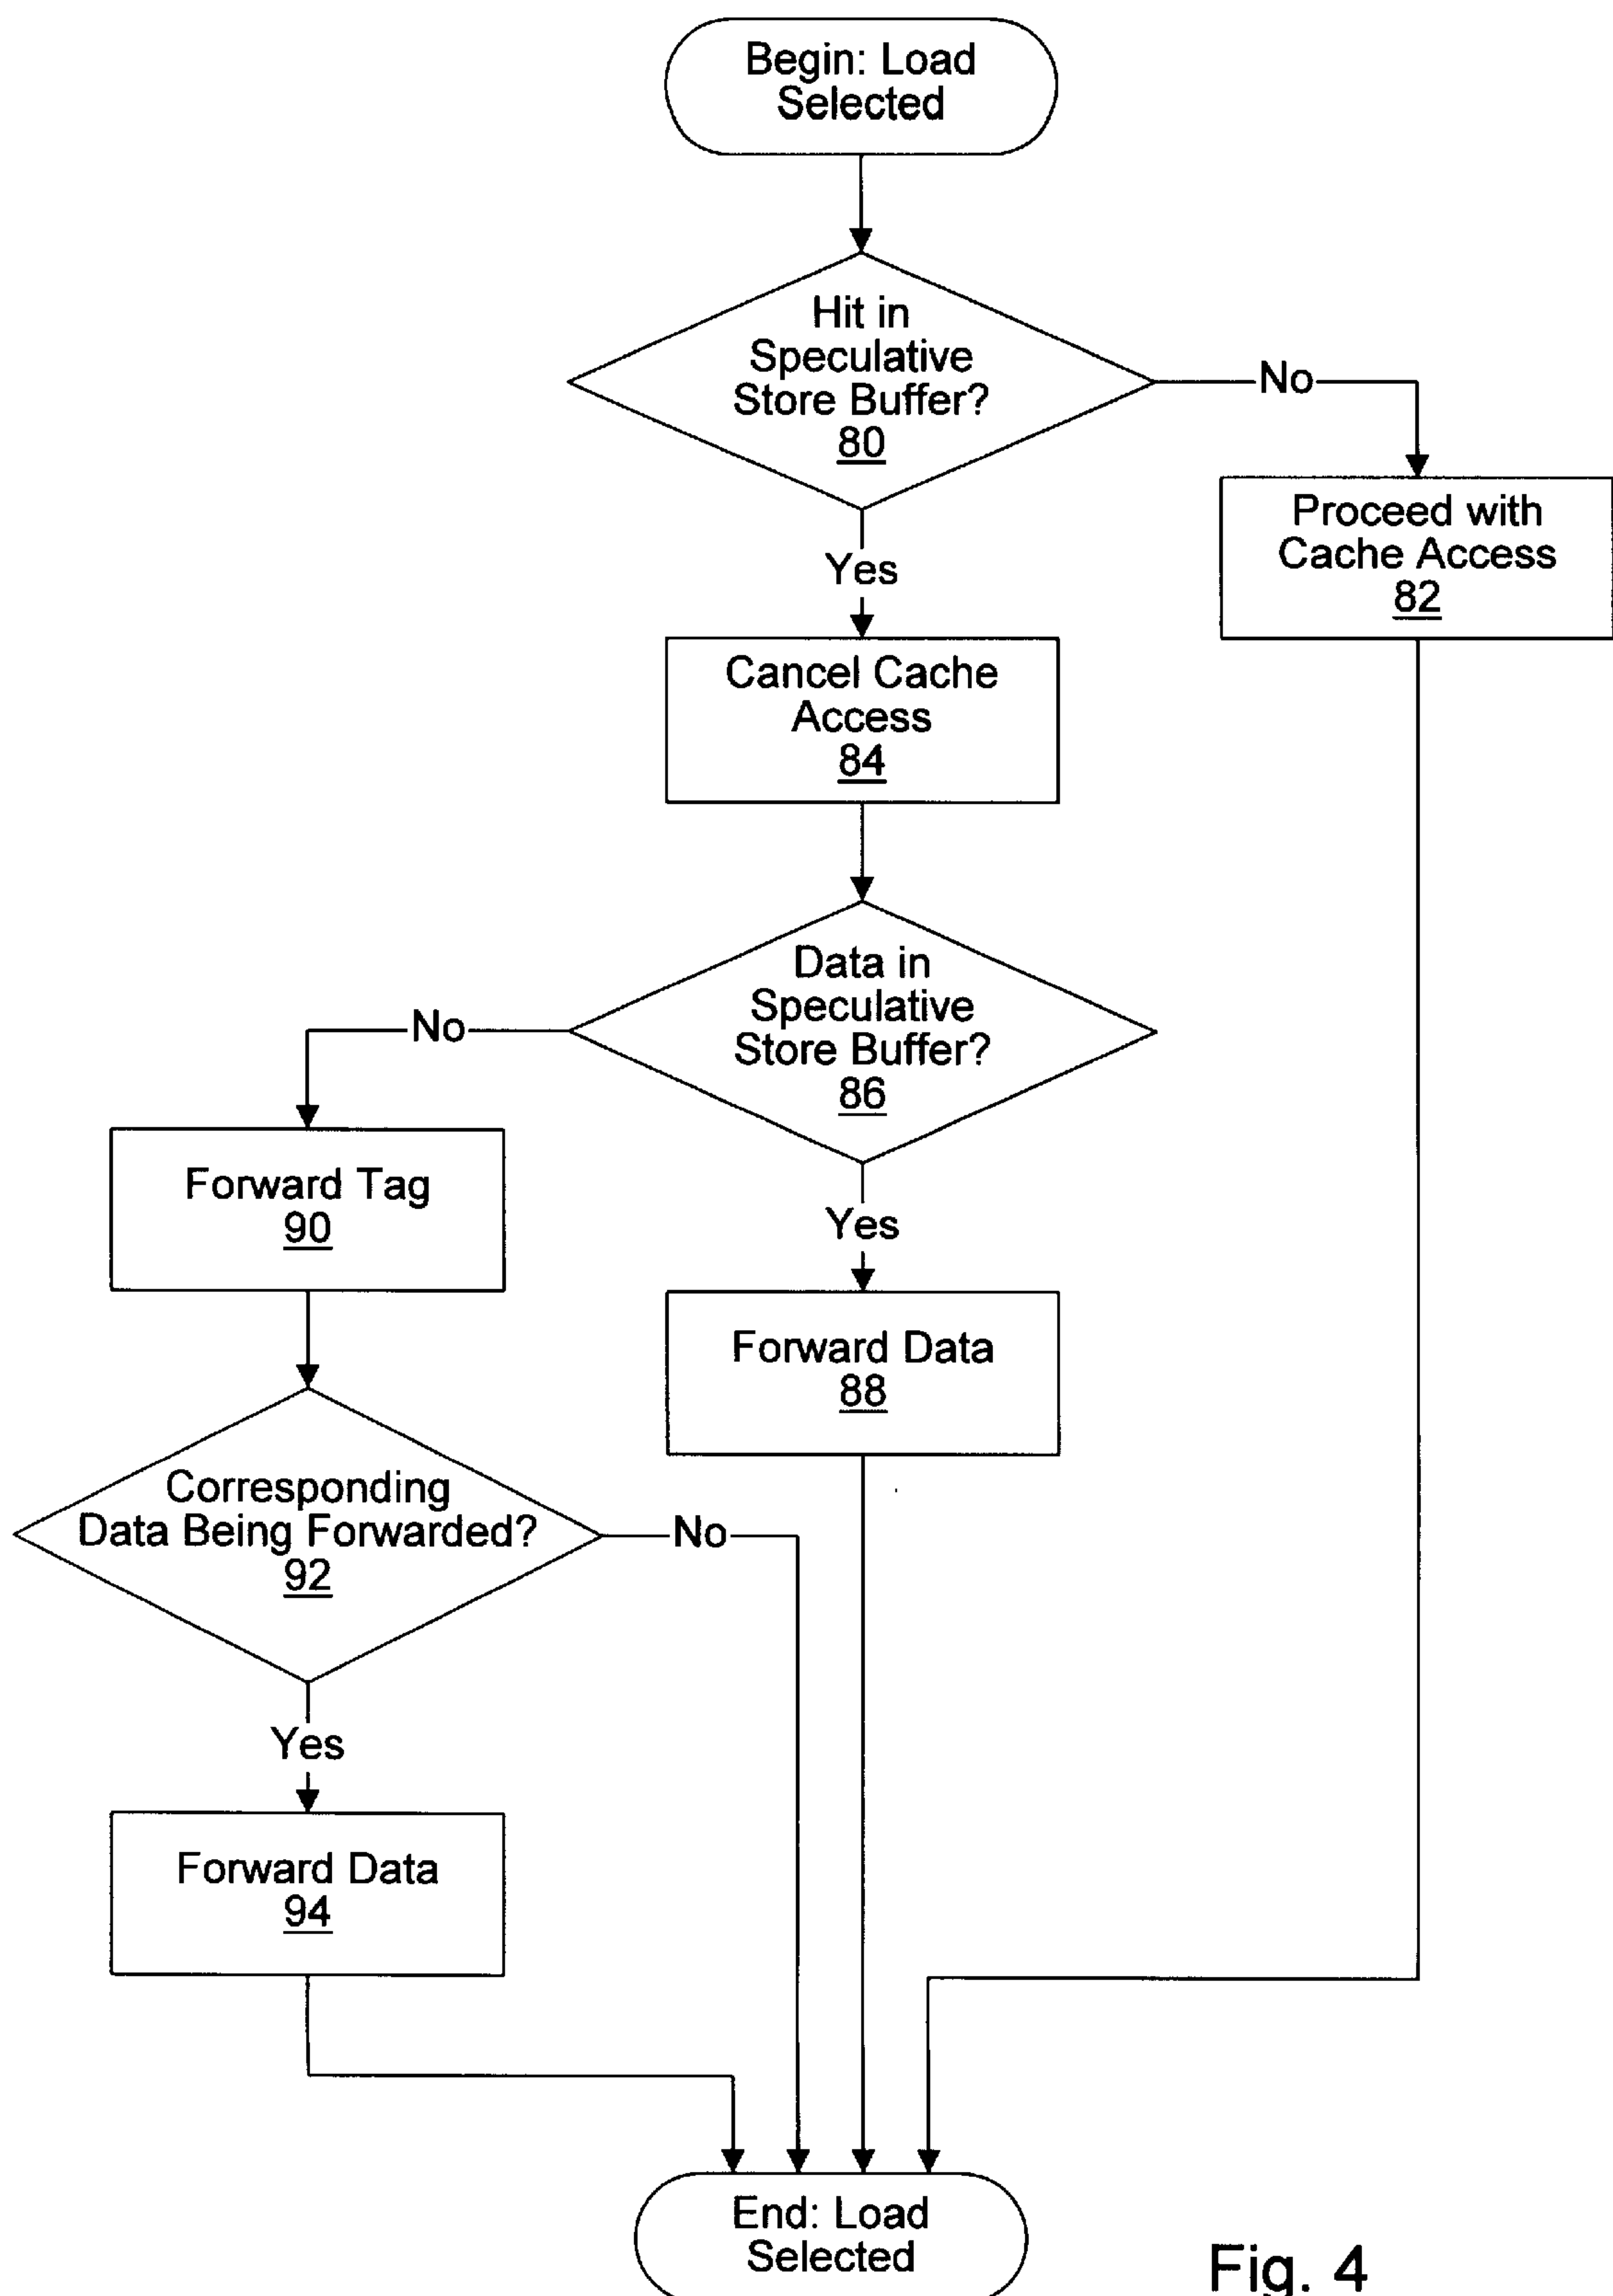 Begin: Load
Selected
Hit in
Speculative
Store Buffer?
80
No
Proceed with
Cache Access
82
Yes
Cancel Cache
Access
84
Data in
Speculative
Store Buffer?
86
No
Forward Tag
90
Yes
Forward Data
88
Corresponding
Data Being Forwarded?
92
No
Yes
Forward Data
94
End: Load
Selected
Fig. 4